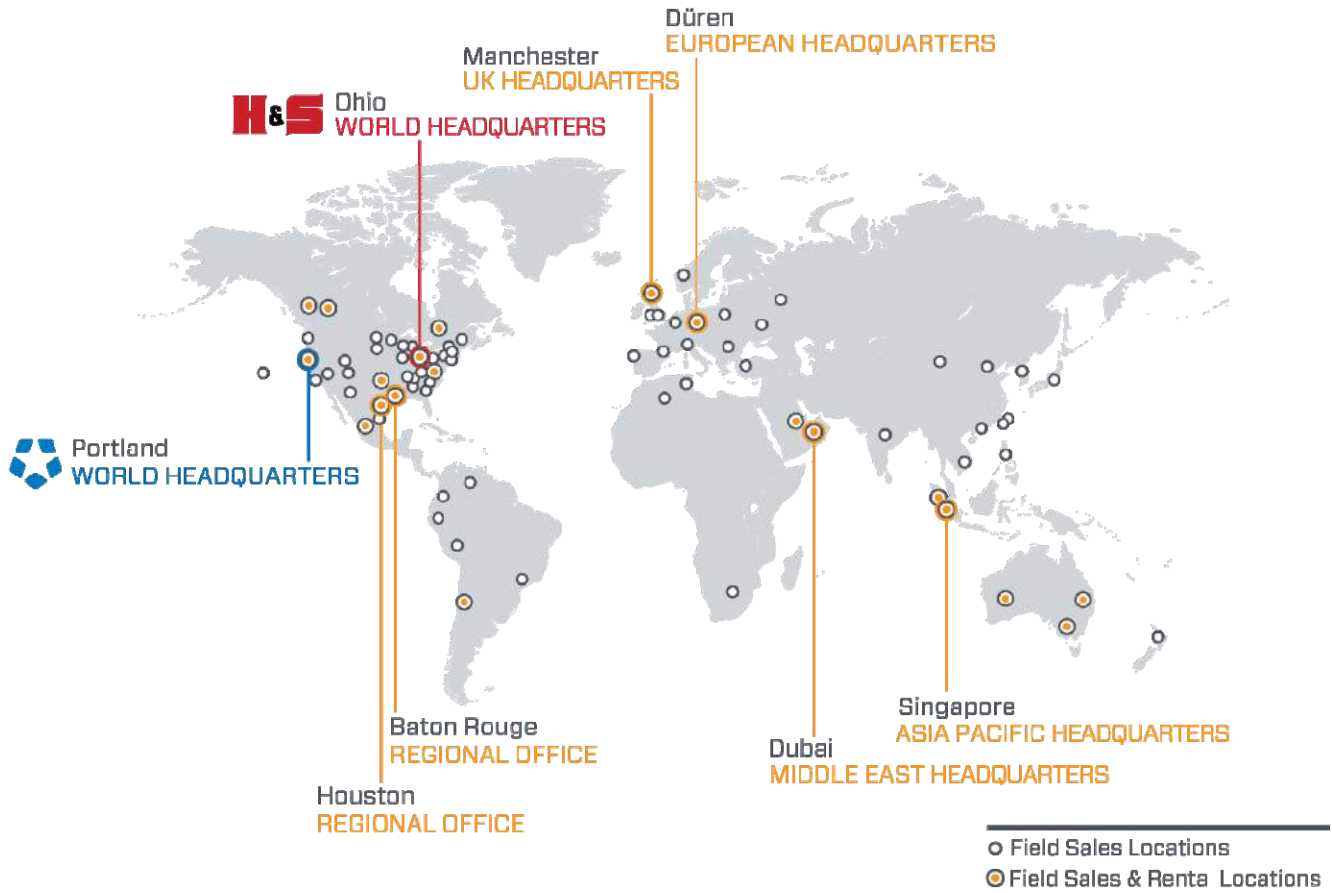 Düren
EUROPEAN HEADQUARTERS
Manchester
UK HEADQUARTERS
H&S
Ohio
WORLD HEADQUARTERS
Portland
WORLD HEADQUARTERS
Baton Rouge
REGIONAL OFFICE
Houston
REGIONAL OFFICE
Singapore
ASIA PACIFIC HEADQUARTERS
Dubai
MIDDLE EAST HEADQUARTERS
Field Sales Locations
Field Sales & Renta Locations